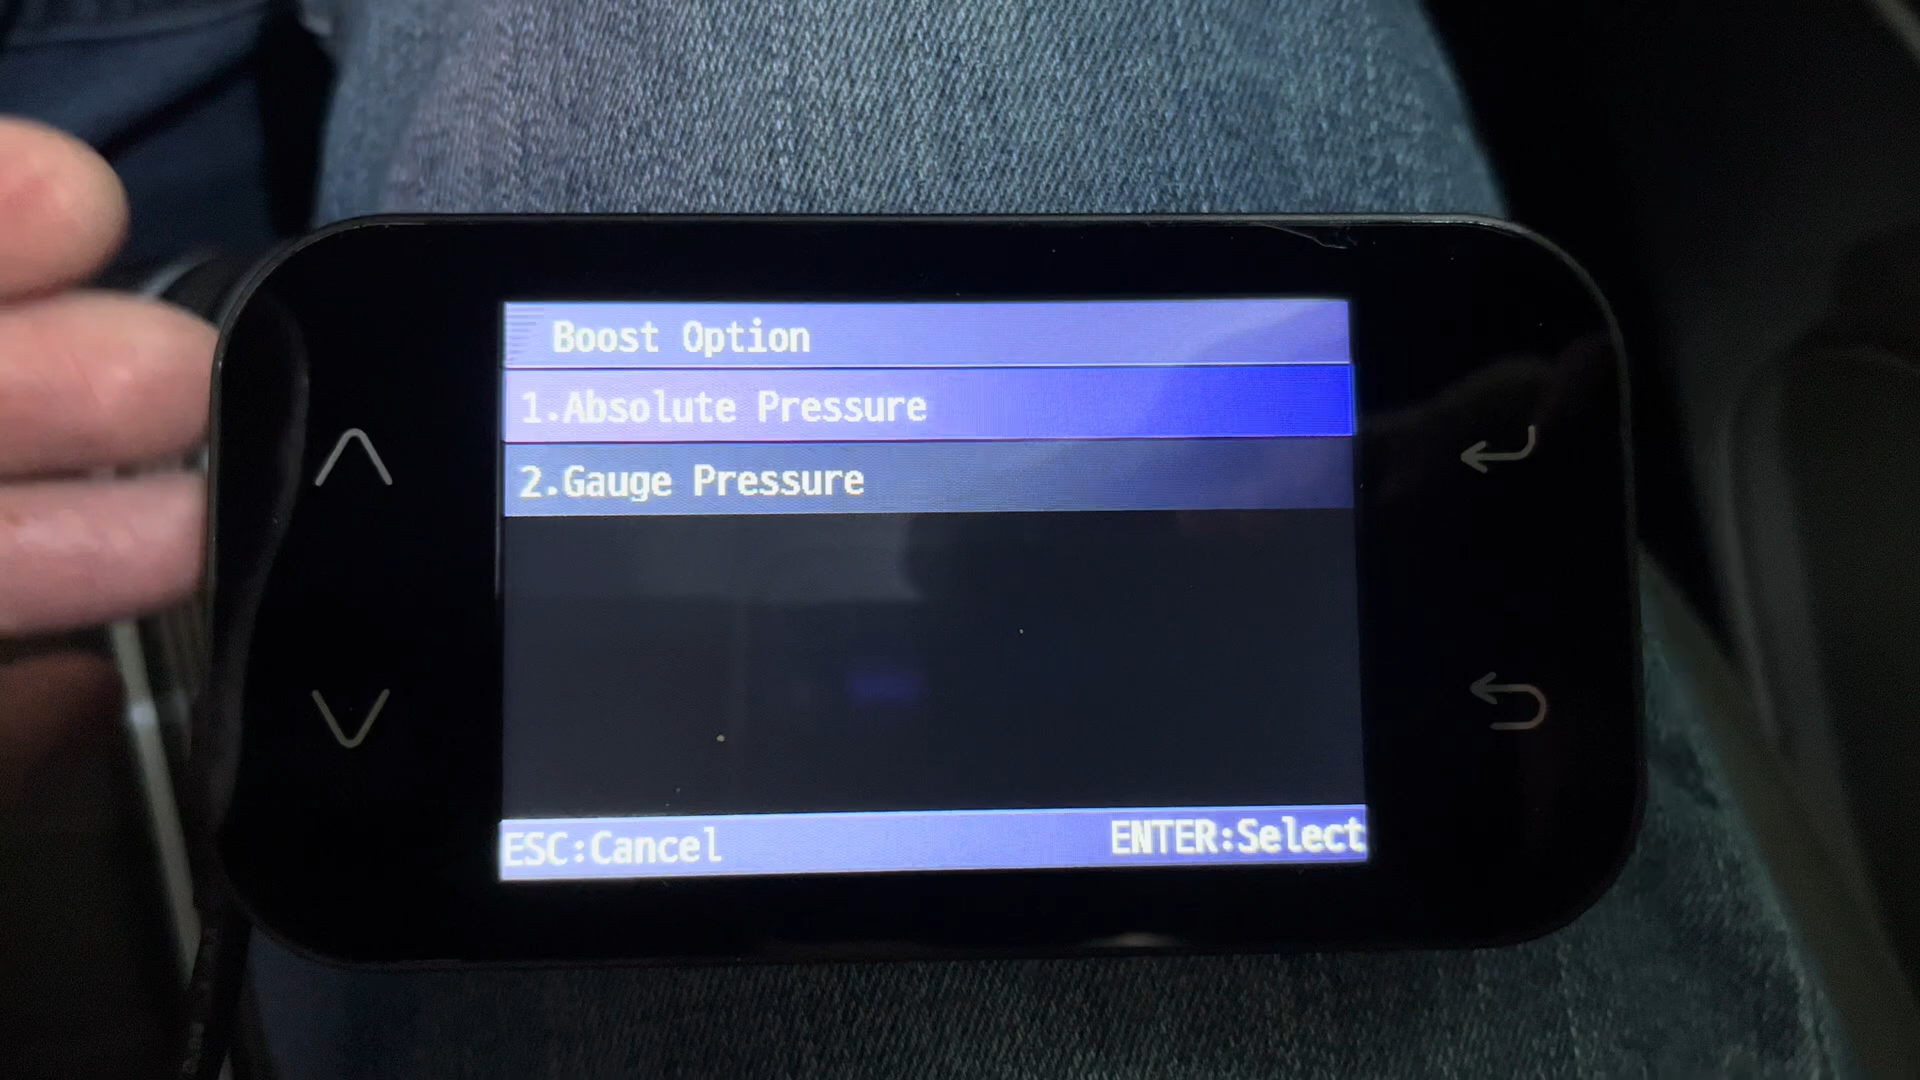 Boost Option
1.Absolute Pressure
2.Gauge Pressure
ESC:Cancel
ENTER:Select